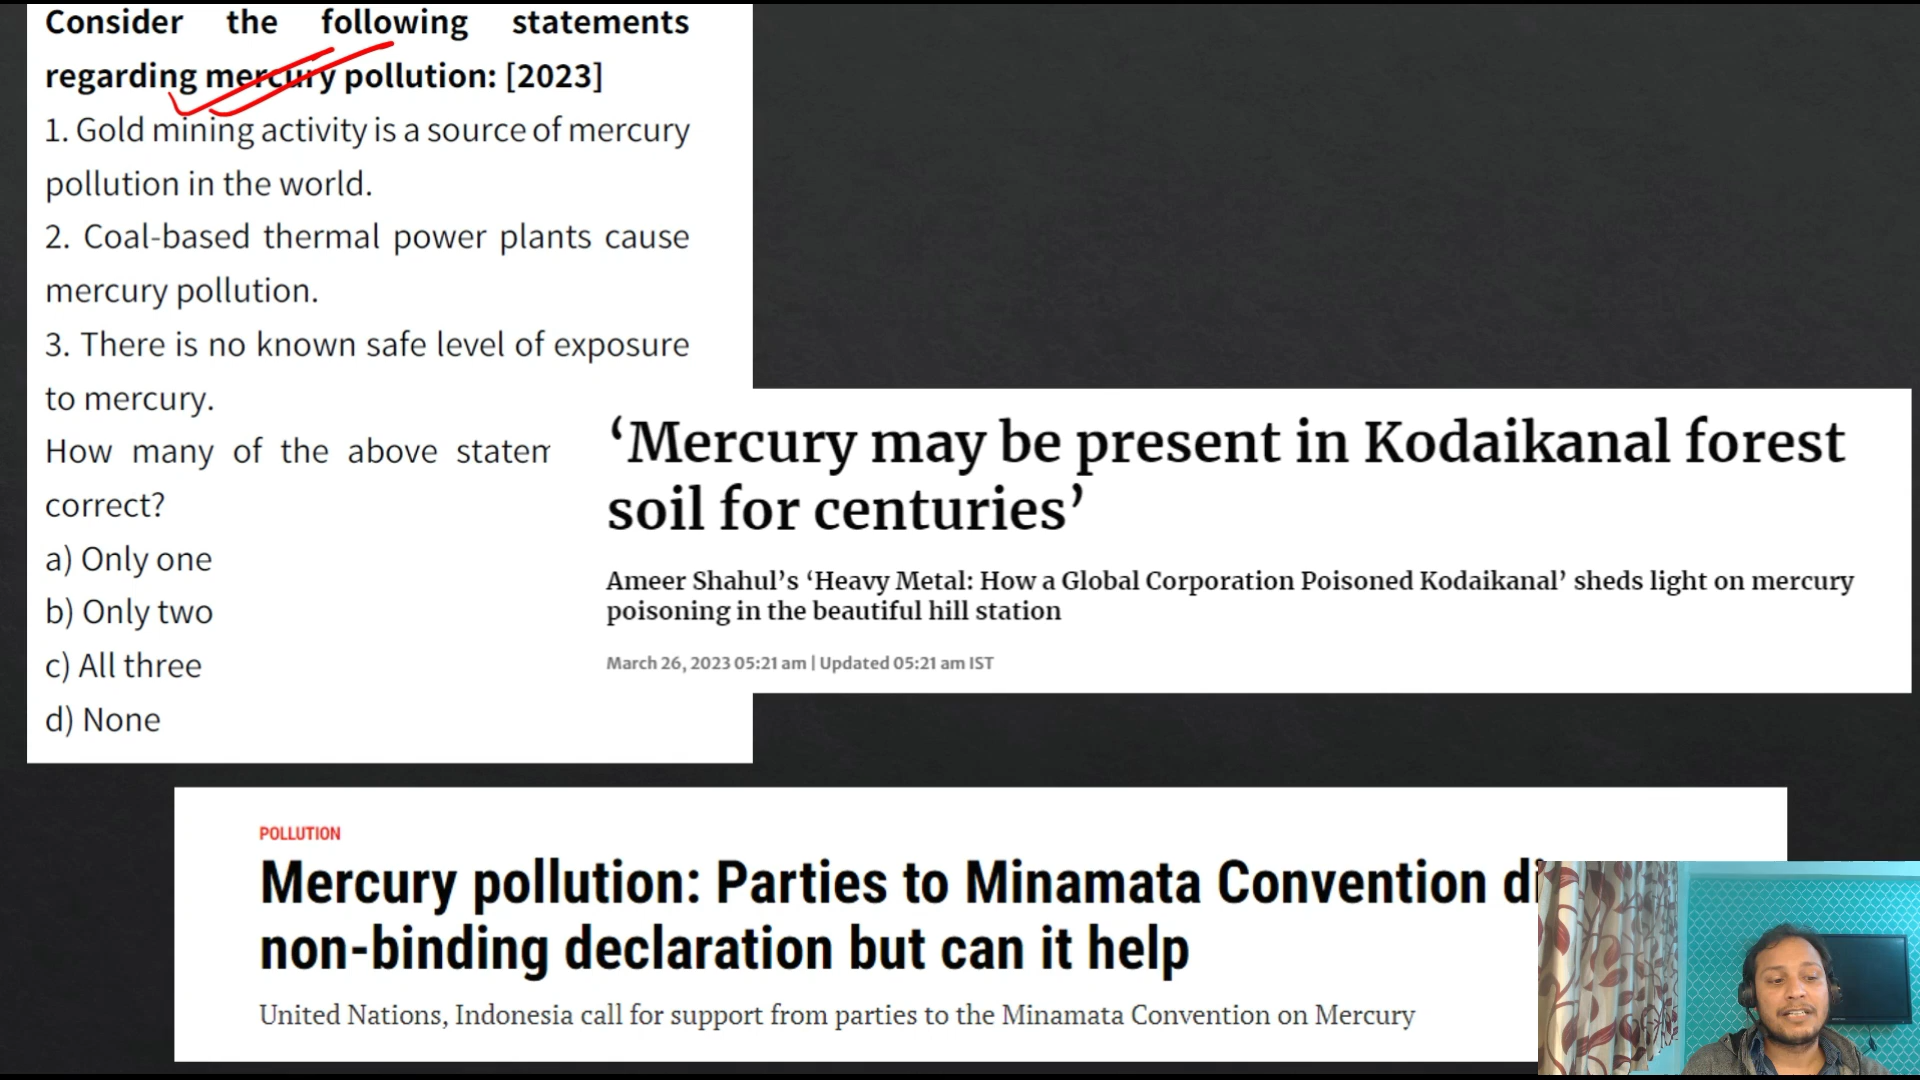 Consider the following statements
regarding mercury pollution: [2023]
1. Gold mining activity is a source of mercury
pollution in the world.
2. Coal-based thermal power plants cause
mercury pollution.
3. There is no known safe level of exposure
to mercury.
How many of the above statem
correct?
a) Only one
b) Only two
c) All three
d) None
‘Mercury may be present in Kodaikanal forest
soil for centuries’
Ameer Shahul’s ‘Heavy Metal: How a Global Corporation Poisoned Kodaikanal’ sheds light on mercury
poisoning in the beautiful hill station
March 26, 2023 05:21 am | Updated 05:21 am IST
POLLUTION
Mercury pollution: Parties to Minamata Convention di
non-binding declaration but can it help
United Nations, Indonesia call for support from parties to the Minamata Convention on Mercury